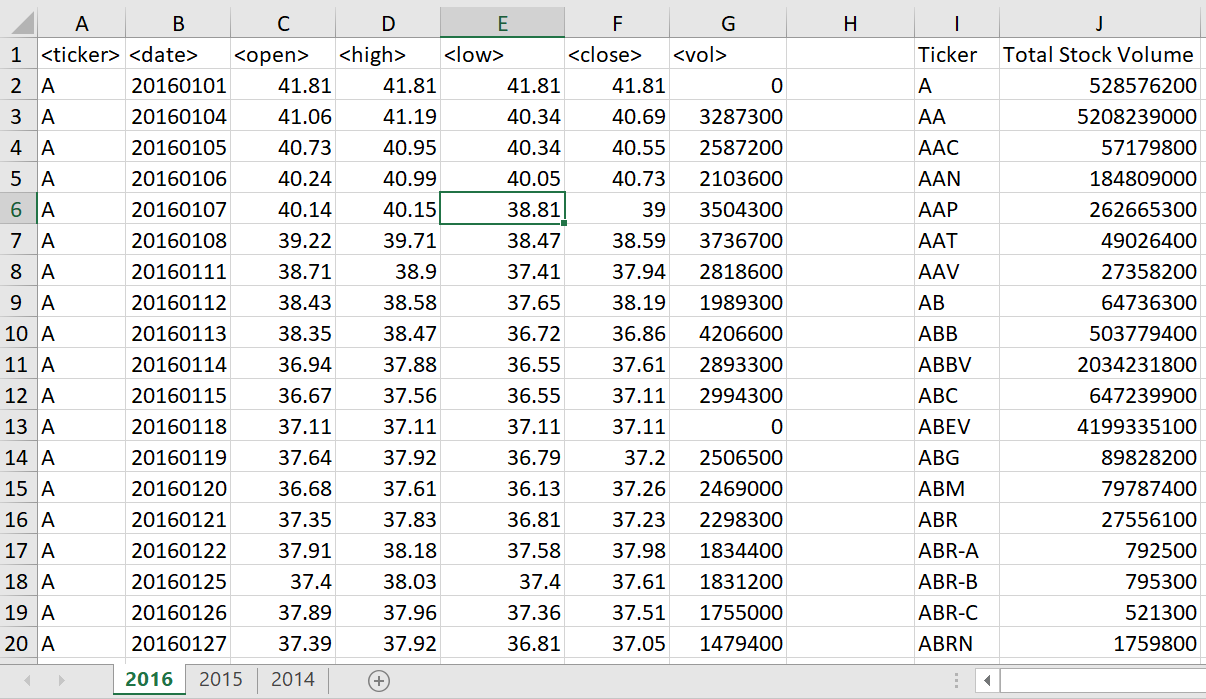 A B C D E F G H I J
1 <ticker> <date> <open> <high> <low> <close> <vol> Ticker Total Stock Volume
2 A 20160101 41.81 41.81 41.81 41.81 0 A 528576200
3 A 20160104 41.06 41.19 40.34 40.69 3287300 AA 5208239000
4 A 20160105 40.73 40.95 40.34 40.55 2587200 AAC 57179800
5 A 20160106 40.24 40.99 40.05 40.73 2103600 AAN 184809000
6 A 20160107 40.14 40.15 38.81 39 3504300 AAP 262665300
7 A 20160108 39.22 39.71 38.47 38.59 3736700 AAT 49026400
8 A 20160111 38.71 38.9 37.41 37.94 2818600 AAV 27358200
9 A 20160112 38.43 38.58 37.65 38.19 1989300 AB 64736300
10 A 20160113 38.35 38.47 36.72 36.86 4206600 ABB 503779400
11 A 20160114 36.94 37.88 36.55 37.61 2893300 ABBV 2034231800
12 A 20160115 36.67 37.56 36.55 37.11 2994300 ABC 647239900
13 A 20160118 37.11 37.11 37.11 37.11 0 ABEV 4199335100
14 A 20160119 37.64 37.92 36.79 37.2 2506500 ABG 89828200
15 A 20160120 36.68 37.61 36.13 37.26 2469000 ABM 79787400
16 A 20160121 37.35 37.83 36.81 37.23 2298300 ABR 27556100
17 A 20160122 37.91 38.18 37.58 37.98 1834400 ABR-A 792500
18 A 20160125 37.4 38.03 37.4 37.61 1831200 ABR-B 795300
19 A 20160126 37.89 37.96 37.36 37.51 1755000 ABR-C 521300
20 A 20160127 37.39 37.92 36.81 37.05 1479400 ABRN 1759800
2016 2015 2014